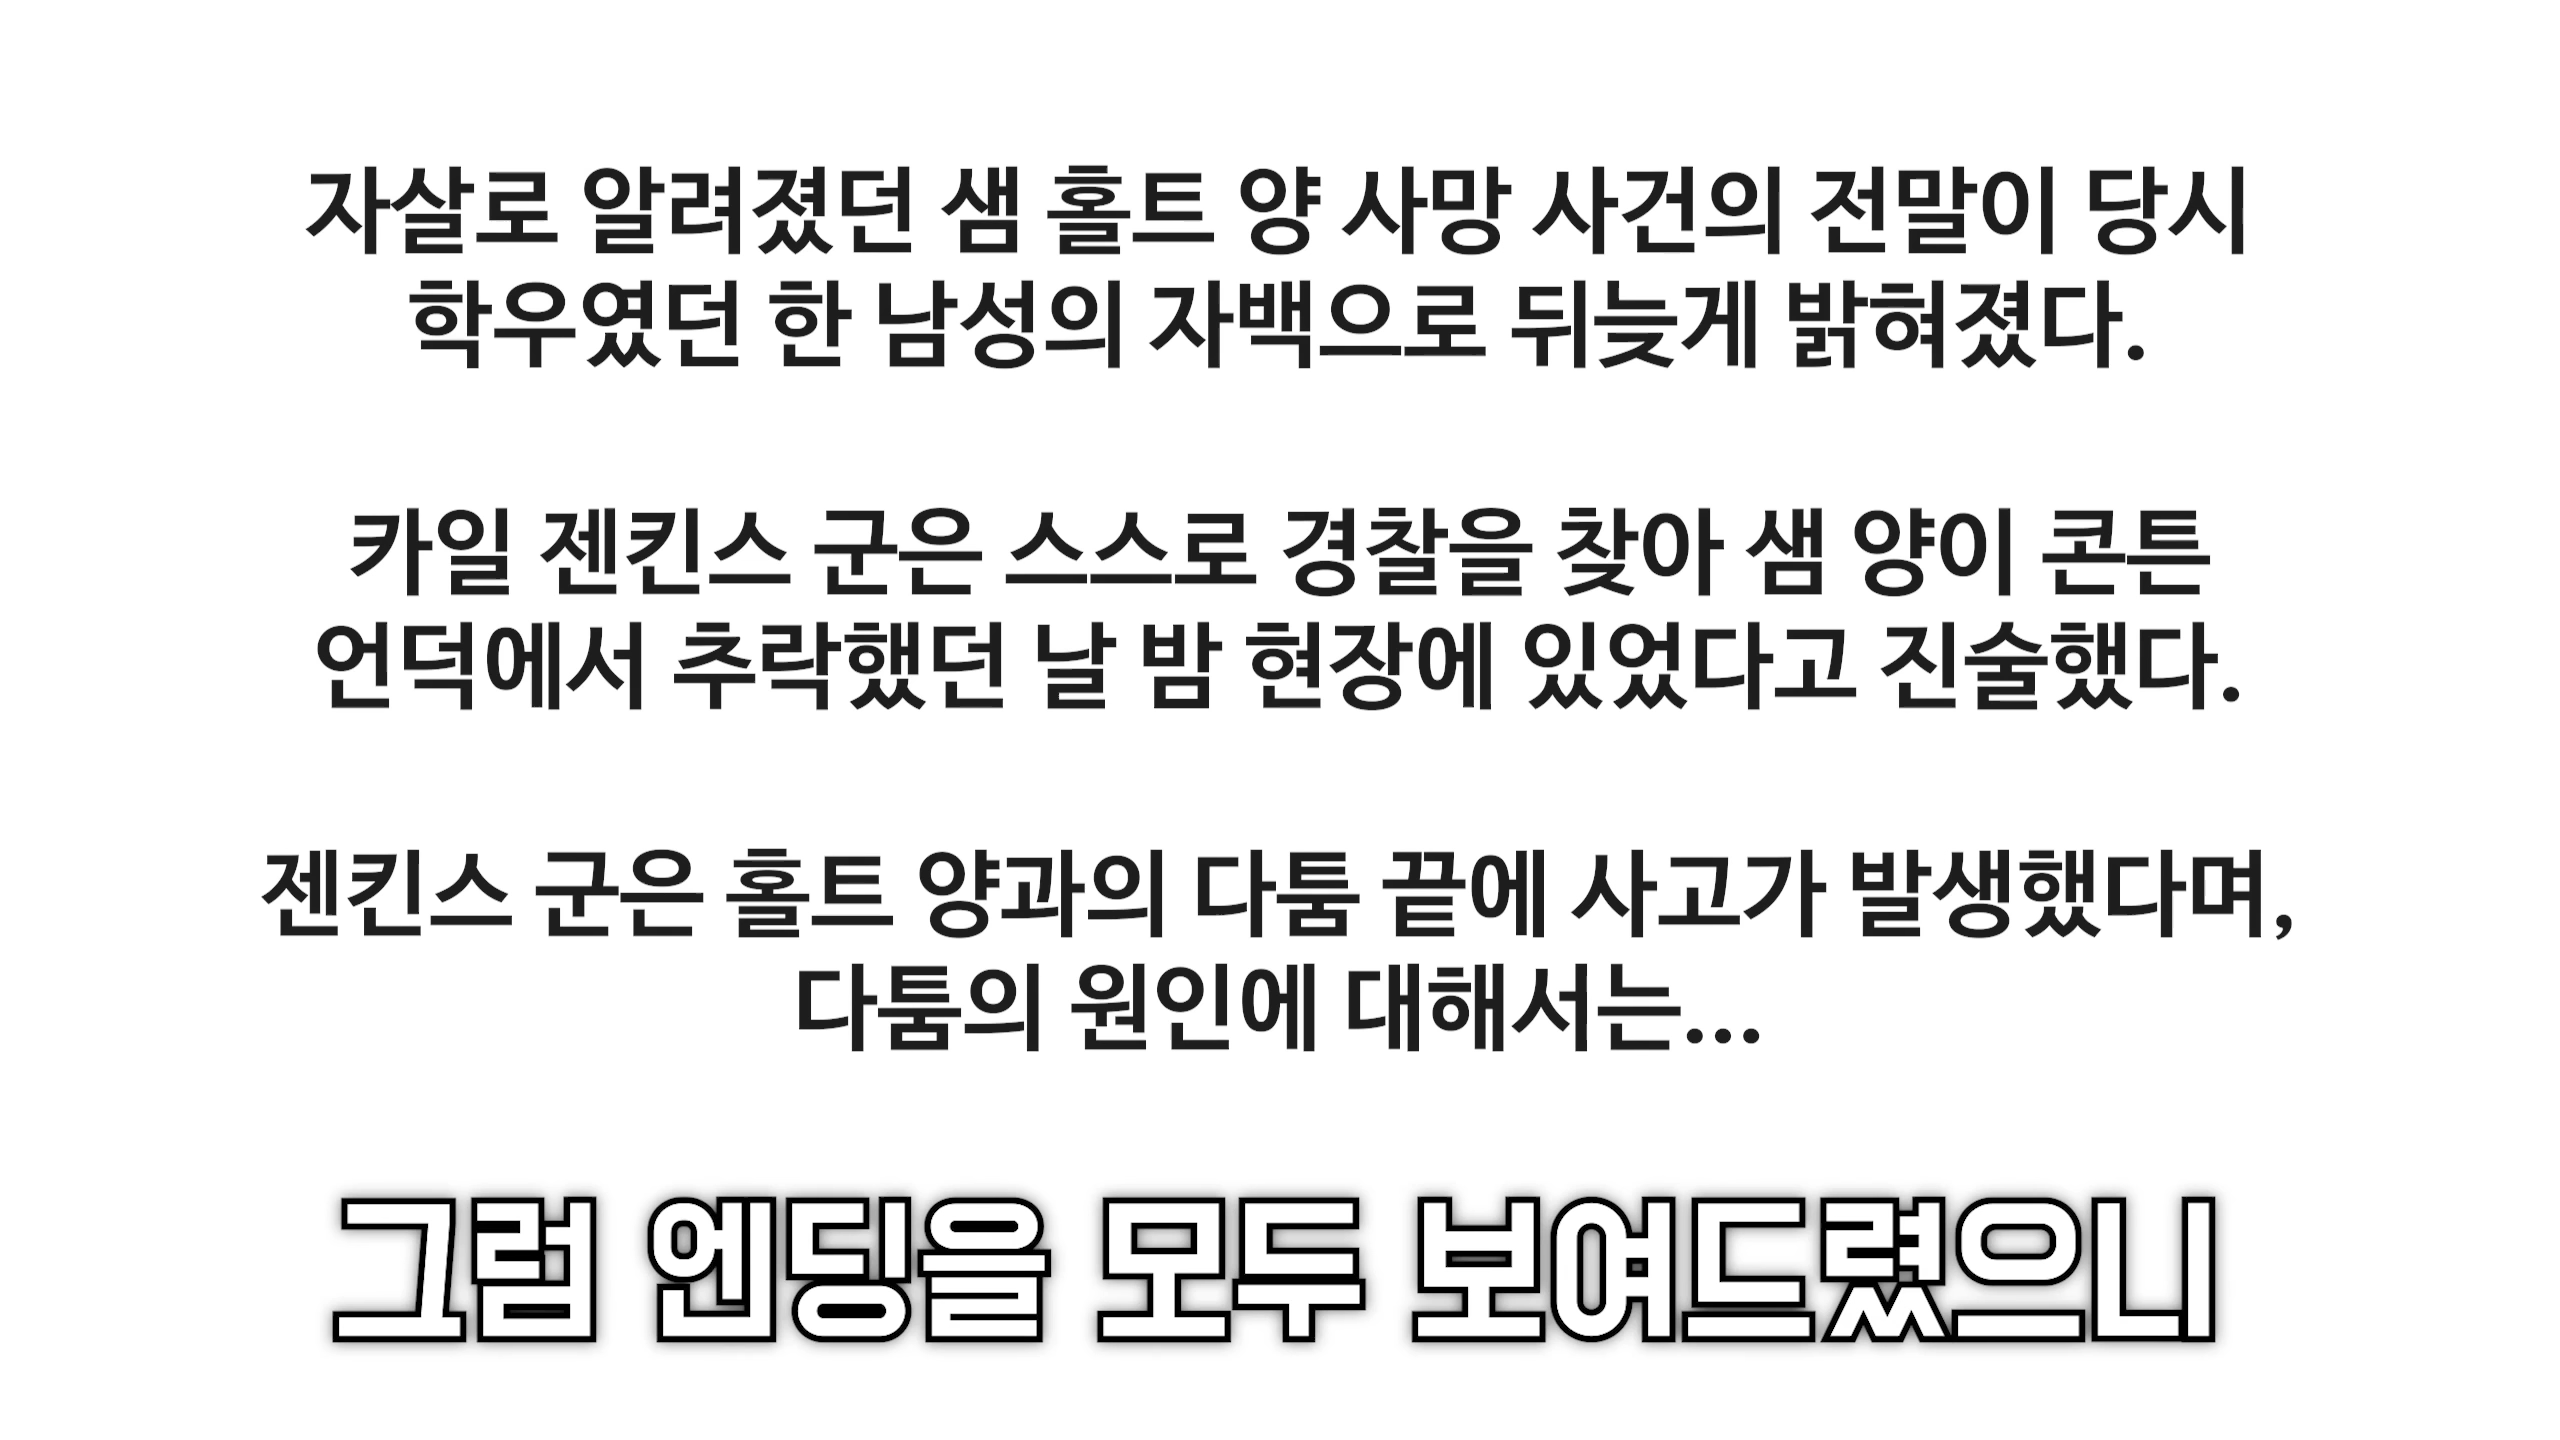 자살로 알려졌던 샘 홀트 양 사망 사건의 전말이 당시
학우였던 한 남성의 자백으로 뒤늦게 밝혀졌다.
카일 젠킨스 군은 스스로 경찰을 찾아 샘 양이 콘튼
언덕에서 추락했던 날 밤 현장에 있었다고 진술했다.
젠킨스 군은 홀트 양과의 다툼 끝에 사고가 발생했다며,
다툼의 원인에 대해서는...
그럼 엔딩을 모두 보여드렸으니